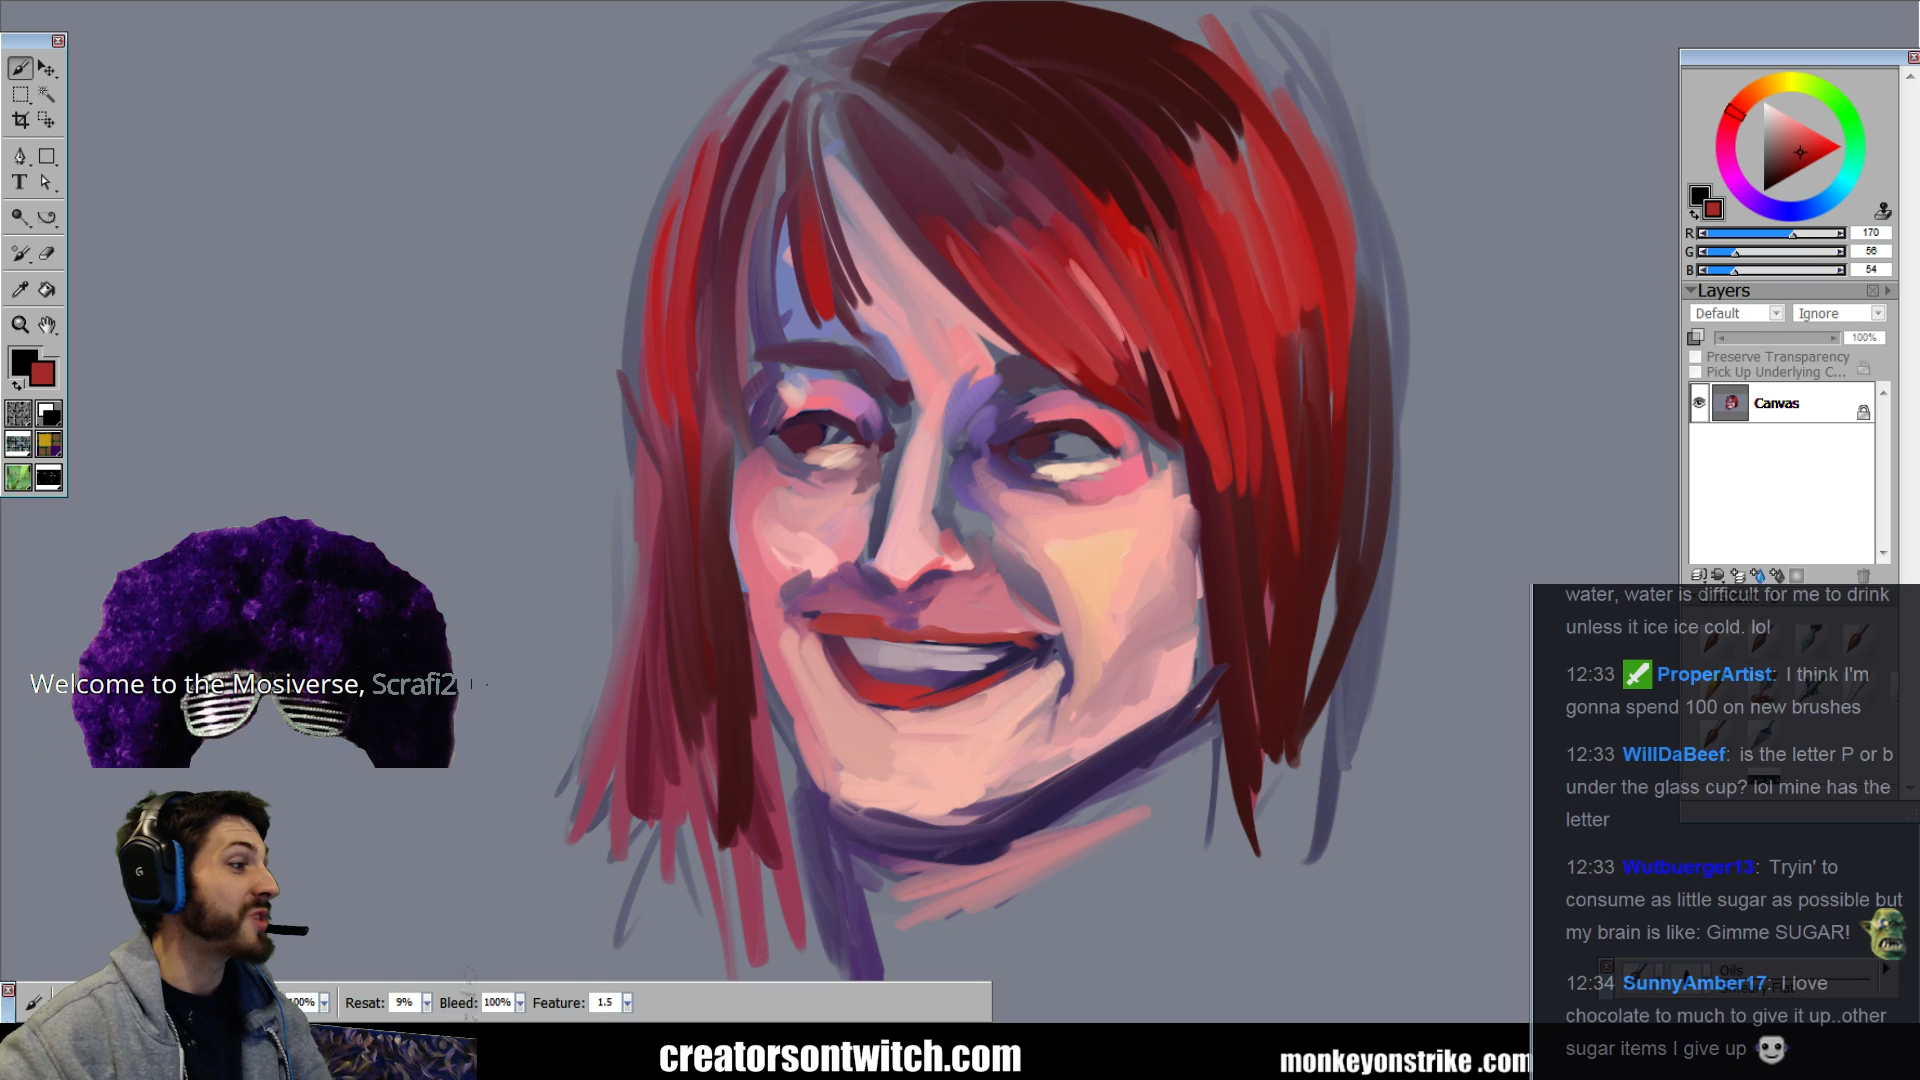 T
R
170
G
56
B
54
Layers
Default
Ignore
100%
Preserve Transparency
Pick Up Underlying C...
Canvas
Welcome to the Mosiverse, Scrafi2
water, water is difficult for me to drink
unless it ice ice cold. lol
12:33 ProperArtist: I think I'm
gonna spend 100 on new brushes
12:33 WillDaBeef: is the letter P or b
under the glass cup? lol mine has the
letter
12:33 Wutbuerger13: Tryin' to
consume as little sugar as possible but
my brain is like: Gimme SUGAR!
Oils
12:34 SunnyAmber17: I love
chocolate to much to give it up..other
sugar items I give up
G
100% Resat: 9% Bleed: 100% Feature: 1.5
creatorsontwitch.com
monkeyonstrike .com